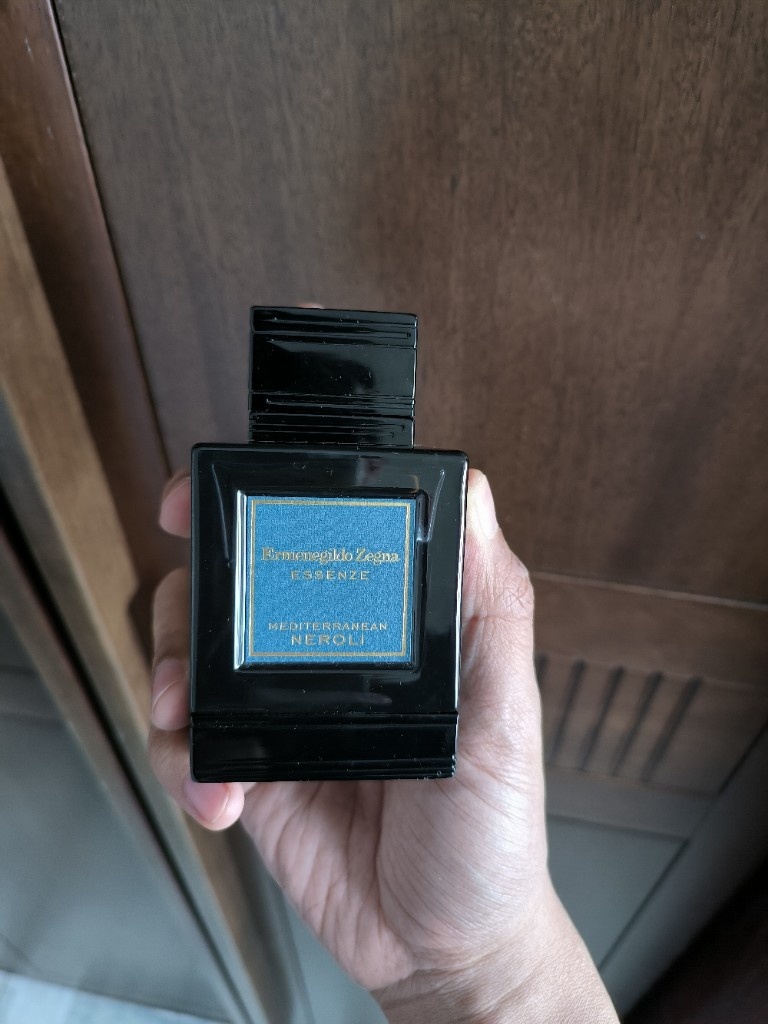 Ermenegildo Zegna
ESSENZE
MEDITERRANEAN
NEROLI